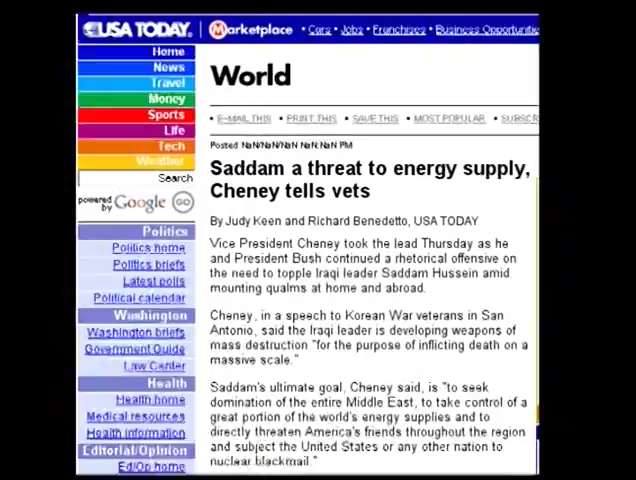 USA TODAY. Marketplace • Cars • Jobs • Franchises • Business Opportunitie
Home
News
Travel
Money
Sports
Life
Tech
Weather
Search
powered by Google GO
Politics
Politics home
Politics briefs
Latest polls
Political calendar
Washington
Washington briefs
Government Guide
Law Center
Health
Health home
Medical resources
Health information
Editorial/Opinion
Ed/Op home
World
• E-MAIL THIS • PRINT THIS • SAVE THIS • MOST POPULAR • SUBSCR
Posted NaN/NaN/NaN NaN:NaN PM
Saddam a threat to energy supply,
Cheney tells vets
By Judy Keen and Richard Benedetto, USA TODAY
Vice President Cheney took the lead Thursday as he
and President Bush continued a rhetorical offensive on
the need to topple Iraqi leader Saddam Hussein amid
mounting qualms at home and abroad.
Cheney, in a speech to Korean War veterans in San
Antonio, said the Iraqi leader is developing weapons of
mass destruction "for the purpose of inflicting death on a
massive scale."
Saddam's ultimate goal, Cheney said, is "to seek
domination of the entire Middle East, to take control of a
great portion of the world's energy supplies and to
directly threaten America's friends throughout the region
and subject the United States or any other nation to
nuclear blackmail."